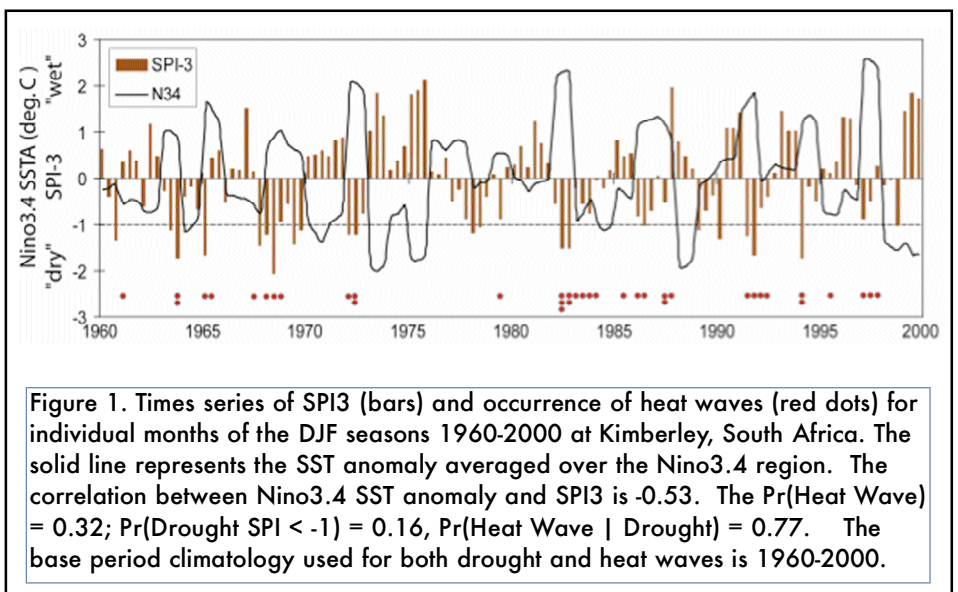 3
2
1
0
-1
-2
-3
Nino3.4 SSTA (deg.C)
SPI-3
"wet"
"dry"
SPI-3
N34
1960 1965 1970 1975 1980 1985 1990 1995 2000
Figure 1. Times series of SPI3 (bars) and occurrence of heat waves (red dots) for
individual months of the DJF seasons 1960-2000 at Kimberley, South Africa. The
solid line represents the SST anomaly averaged over the Nino3.4 region. The
correlation between Nino3.4 SST anomaly and SPI3 is -0.53. The Pr(Heat Wave)
= 0.32; Pr(Drought SPI < -1) = 0.16, Pr(Heat Wave | Drought) = 0.77. The
base period climatology used for both drought and heat waves is 1960-2000.